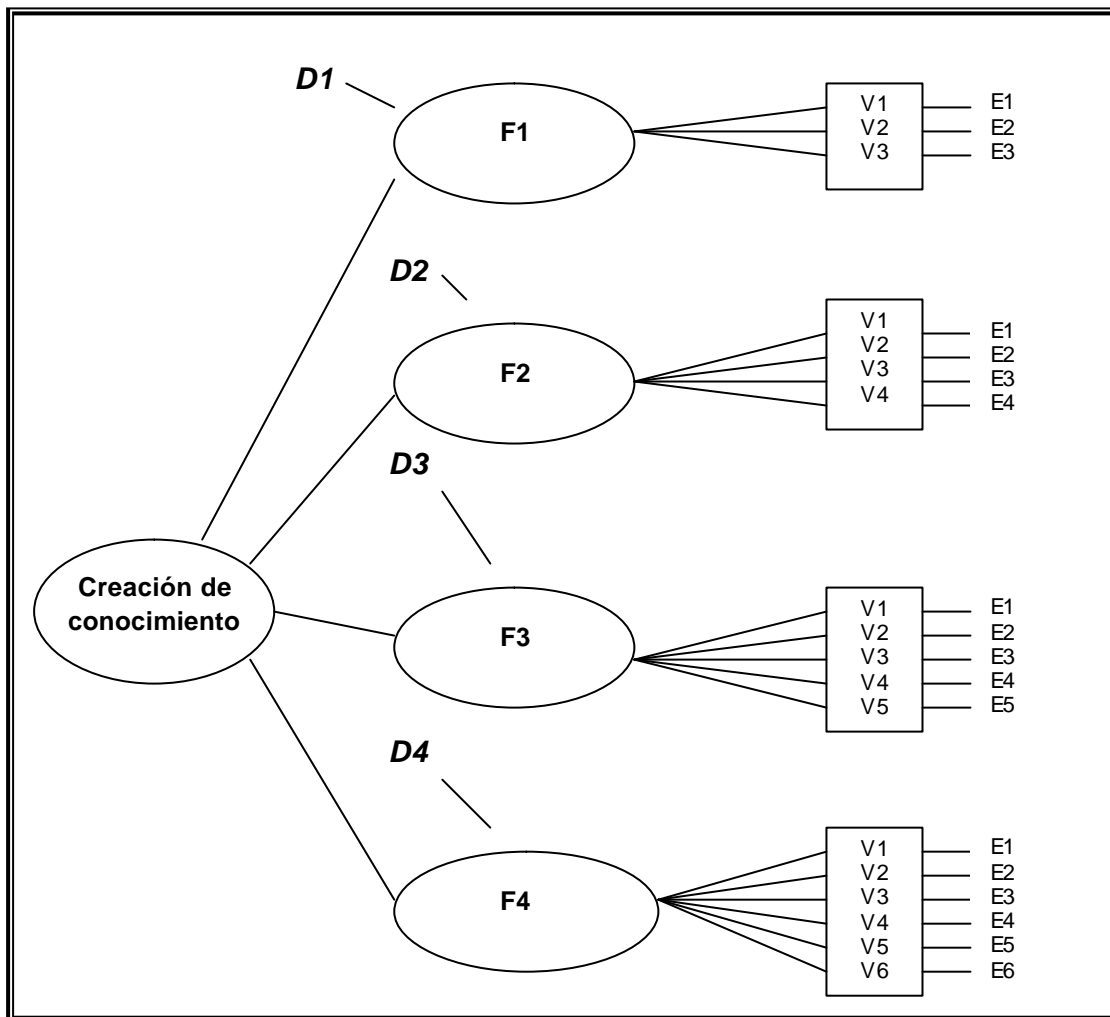 D1
F1
V1 E1
V2 E2
V3 E3
D2
F2
V1 E1
V2 E2
V3 E3
V4 E4
D3
Creación de
conocimiento
F3
V1 E1
V2 E2
V3 E3
V4 E4
V5 E5
D4
F4
V1 E1
V2 E2
V3 E3
V4 E4
V5 E5
V6 E6